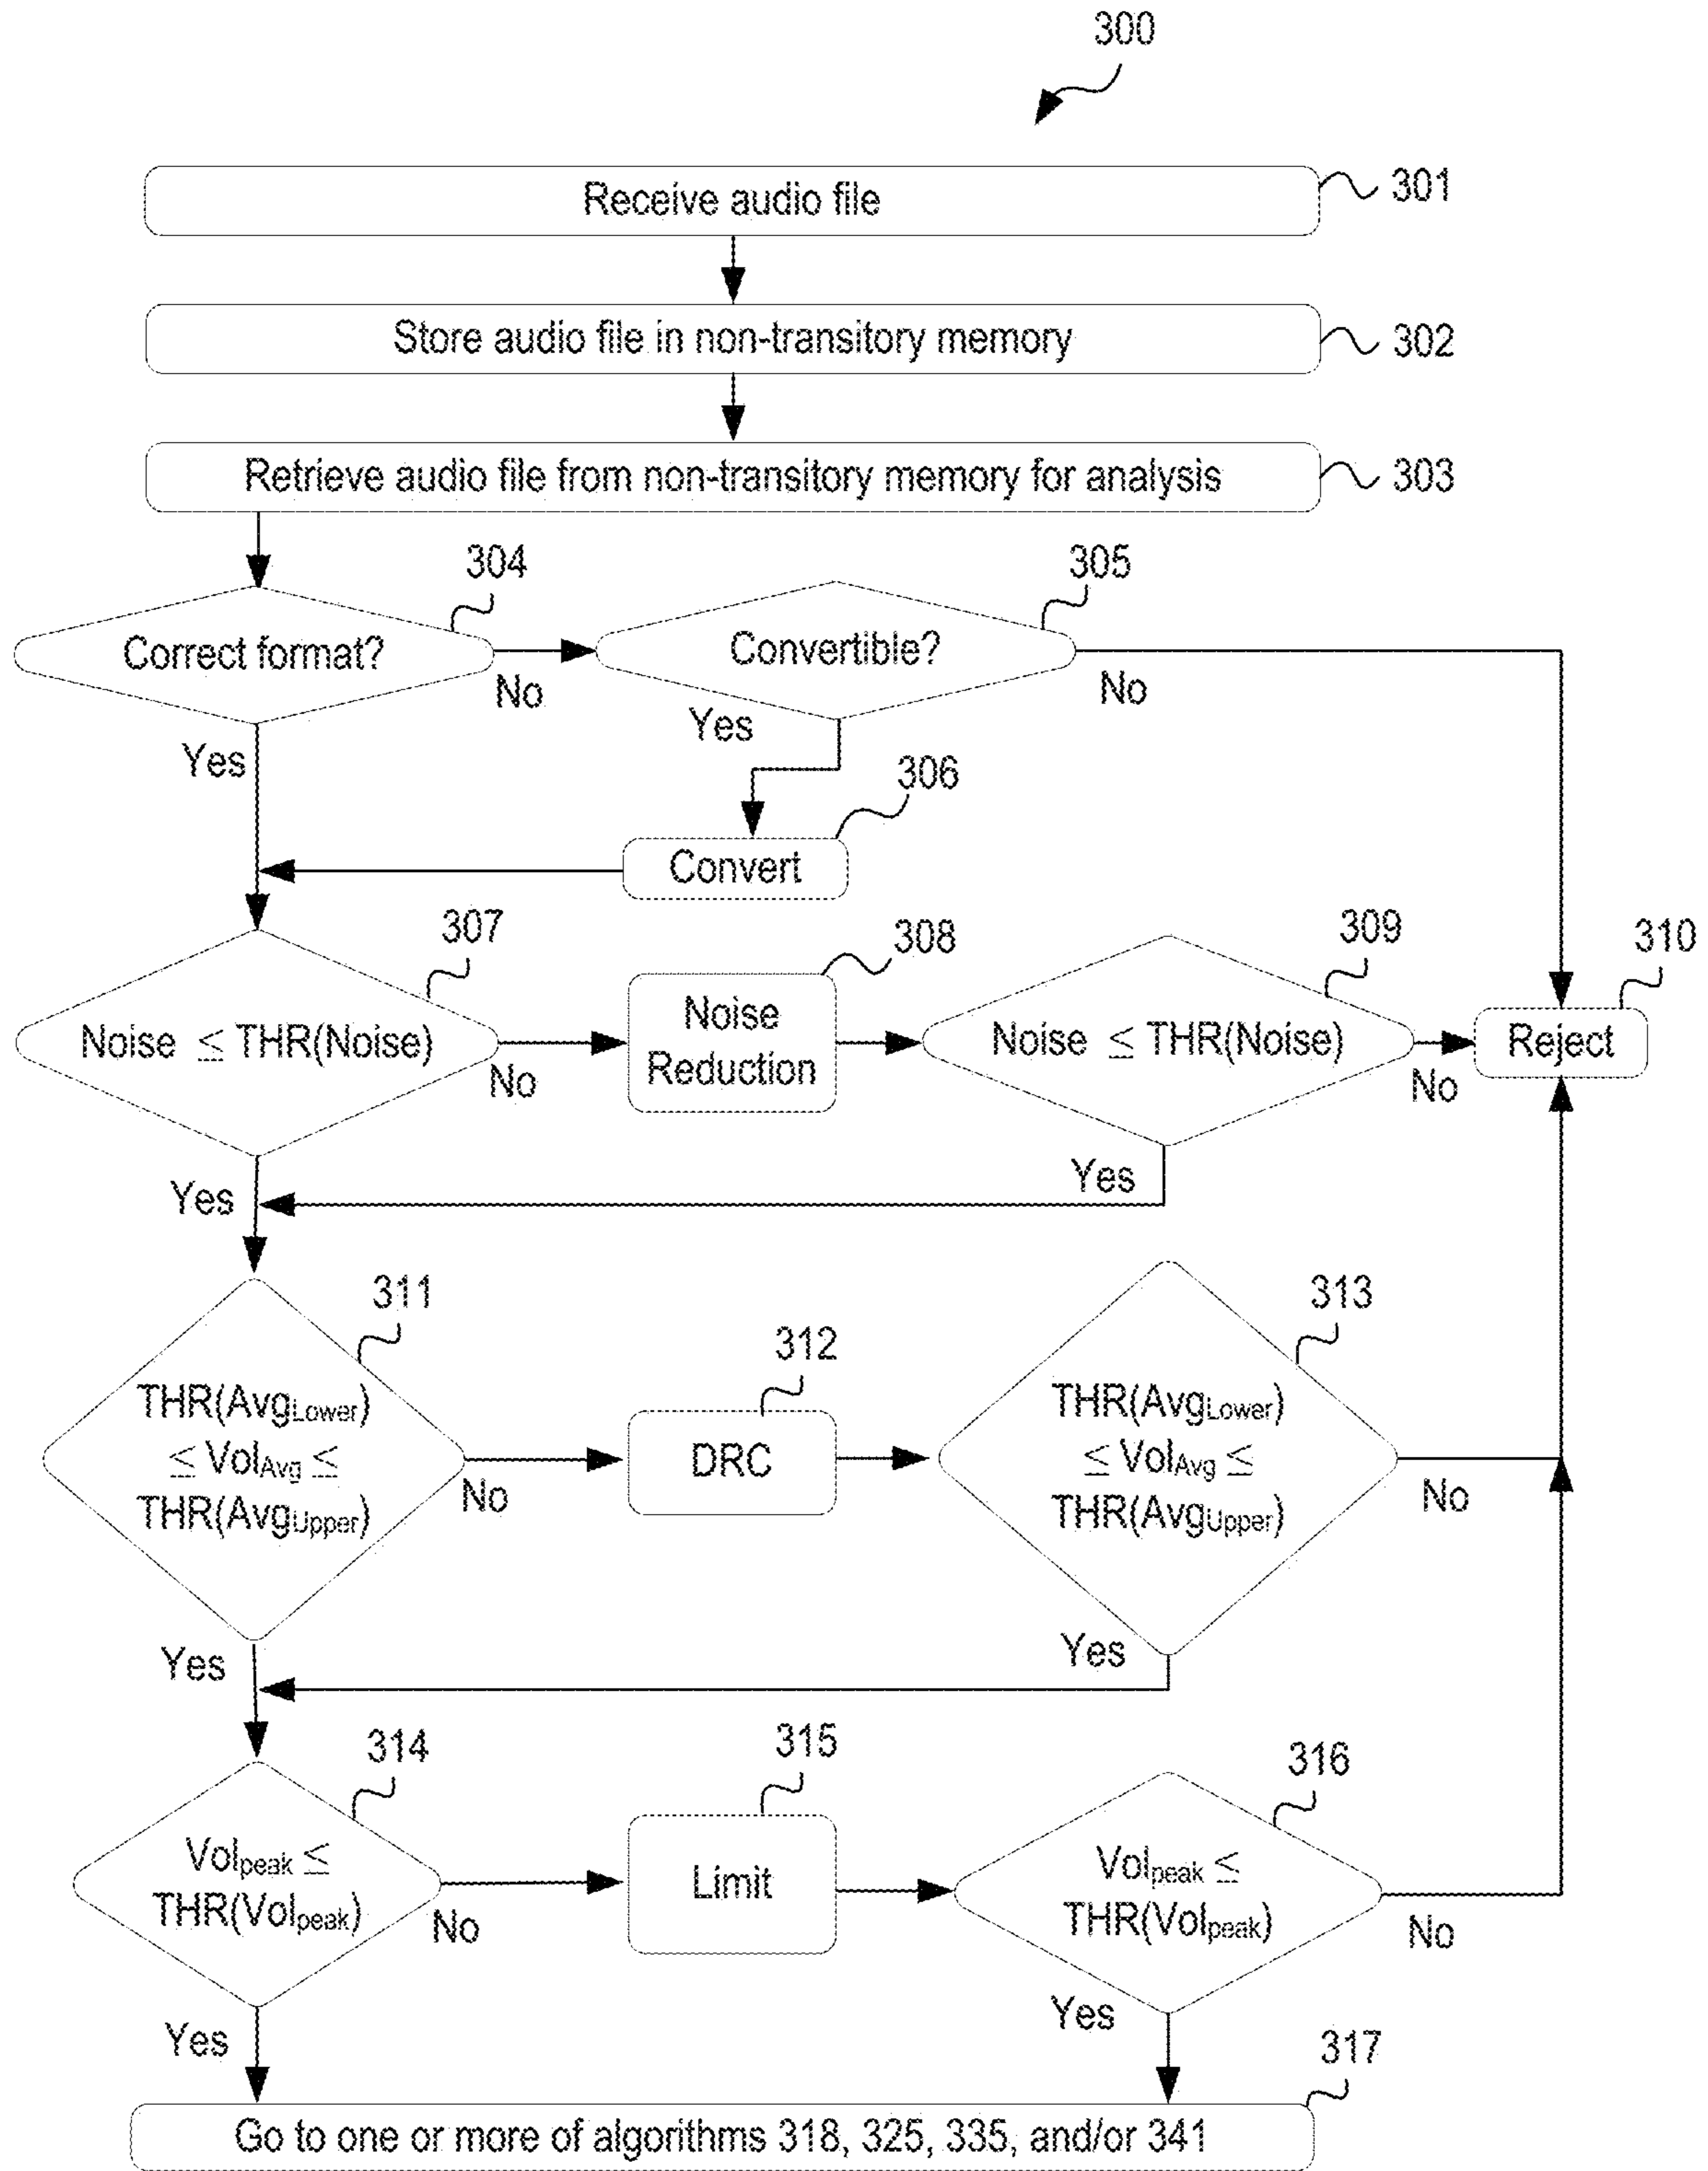 300
Receive audio file
301
Store audio file in non-transitory memory
302
Retrieve audio file from non-transitory memory for analysis
303
304
305
Correct format?
Convertible?
No
No
Yes
Yes
306
Convert
307
308
309
310
Noise ≤ THR(Noise)
Noise
Reduction
Noise ≤ THR(Noise)
Reject
No
No
Yes
Yes
311
312
313
THR(AvgLower)
≤ VolAvg ≤
THR(AvgUpper)
DRC
THR(AvgLower)
≤ VolAvg ≤
THR(AvgUpper)
No
No
Yes
Yes
314
315
316
Volpeak ≤
THR(Volpeak)
Limit
Volpeak ≤
THR(Volpeak)
No
No
Yes
Yes
317
Go to one or more of algorithms 318, 325, 335, and/or 341